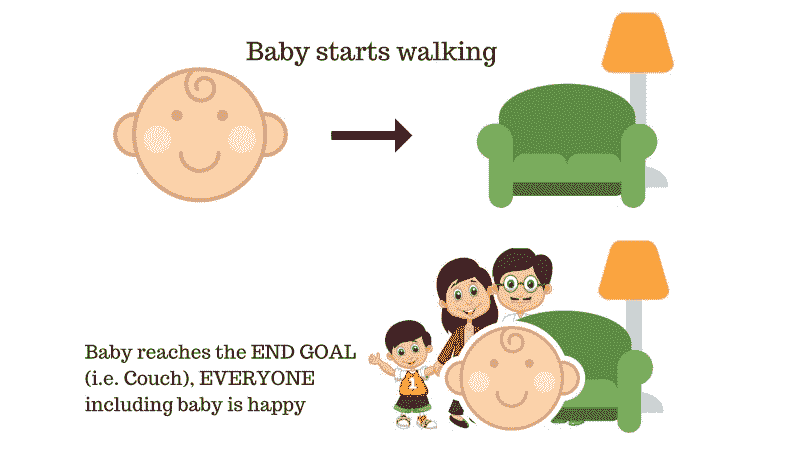 Baby starts walking
Baby reaches the END GOAL
(i.e. Couch), EVERYONE
including baby is happy
1